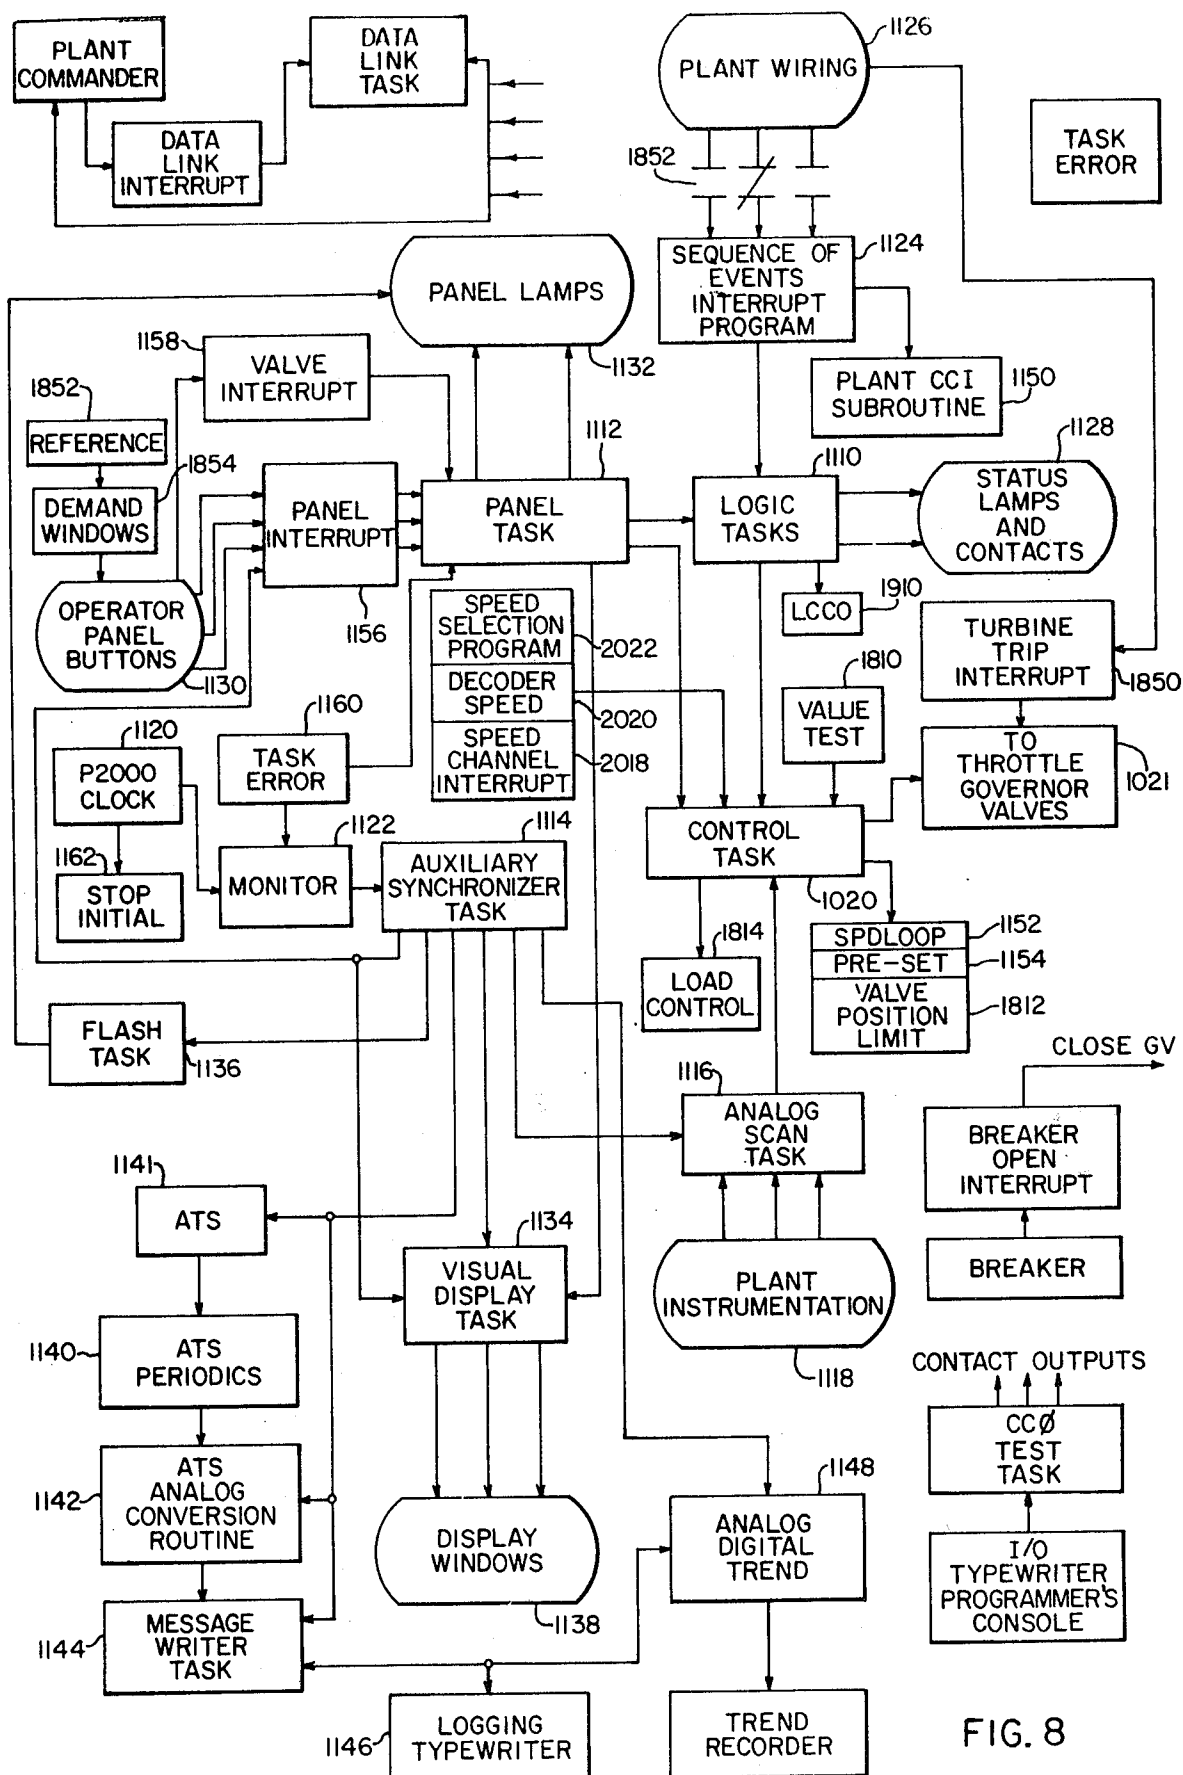 PLANT
COMMANDER
DATA
LINK
TASK
DATA
LINK
INTERRUPT
PLANT WIRING
1126
TASK
ERROR
1852
SEQUENCE OF
EVENTS
INTERRUPT
PROGRAM
1124
PANEL LAMPS
1132
1158
VALVE
INTERRUPT
PLANT CCI
SUBROUTINE
1150
1852
REFERENCE
1854
DEMAND
WINDOWS
PANEL
INTERRUPT
1156
1112
PANEL
TASK
1110
LOGIC
TASKS
1128
STATUS
LAMPS
AND
CONTACTS
OPERATOR
PANEL
BUTTONS
1130
SPEED
SELECTION
PROGRAM
2022
DECODER
SPEED
2020
SPEED
CHANNEL
INTERRUPT
2018
LCCO
1910
TURBINE
TRIP
INTERRUPT
1850
1810
VALUE
TEST
1120
P2000
CLOCK
1160
TASK
ERROR
TO
THROTTLE
GOVERNOR
VALVES
1021
1162
STOP
INITIAL
1122
MONITOR
1114
AUXILIARY
SYNCHRONIZER
TASK
CONTROL
TASK
1020
1814
LOAD
CONTROL
SPDLOOP
1152
PRE-SET
1154
VALVE
POSITION
LIMIT
1812
FLASH
TASK
1136
CLOSE GV
1116
ANALOG
SCAN
TASK
BREAKER
OPEN
INTERRUPT
1141
ATS
1134
VISUAL
DISPLAY
TASK
PLANT
INSTRUMENTATION
1118
BREAKER
1140
ATS
PERIODICS
CONTACT OUTPUTS
CCØ
TEST
TASK
1142
ATS
ANALOG
CONVERSION
ROUTINE
DISPLAY
WINDOWS
1138
1148
ANALOG
DIGITAL
TREND
I/O
TYPEWRITER
PROGRAMMER'S
CONSOLE
1144
MESSAGE
WRITER
TASK
1146
LOGGING
TYPEWRITER
TREND
RECORDER
FIG. 8